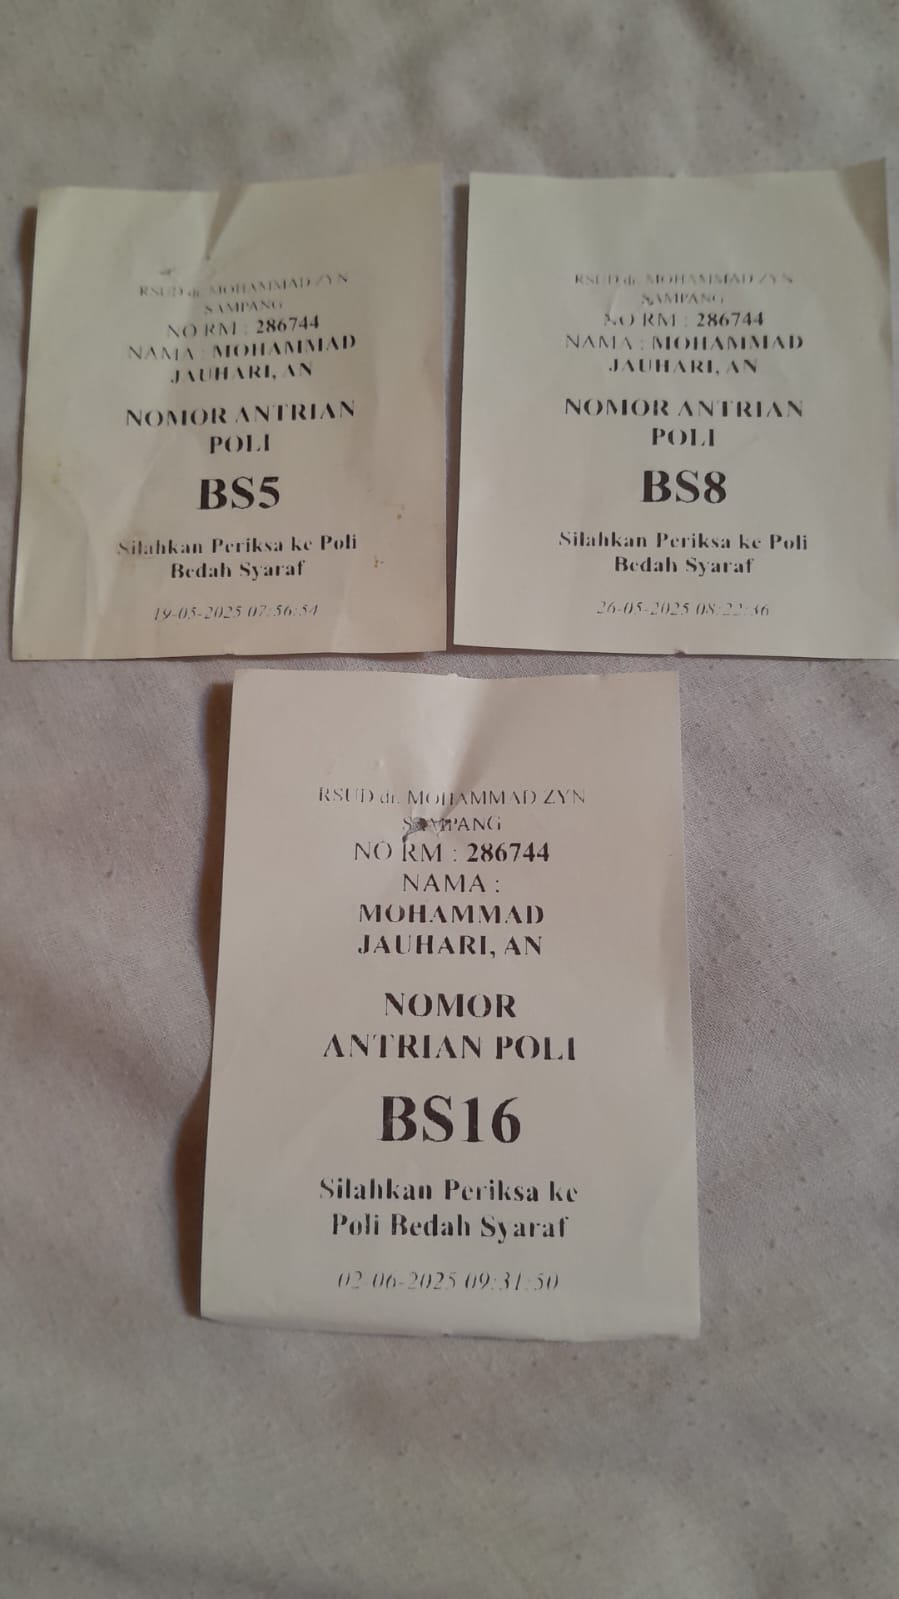 RSUD dr. MOHAMMAD ZYN
SAMPANG
NO RM : 286744
NAMA : MOHAMMAD
JAUHARI, AN
NOMOR ANTRIAN
POLI
BS5
Silahkan Periksa ke Poli
Bedah Syaraf
19-05-2025 07:56:54
RSUD dr. MOHAMMAD ZYN
SAMPANG
NO RM : 286744
NAMA : MOHAMMAD
JAUHARI, AN
NOMOR ANTRIAN
POLI
BS8
Silahkan Periksa ke Poli
Bedah Syaraf
26-05-2025 08:22:36
RSUD dr. MOHAMMAD ZYN
SAMPANG
NO RM : 286744
NAMA :
MOHAMMAD
JAUHARI, AN
NOMOR
ANTRIAN POLI
BS16
Silahkan Periksa ke
Poli Bedah Syaraf
02-06-2025 09:31:50